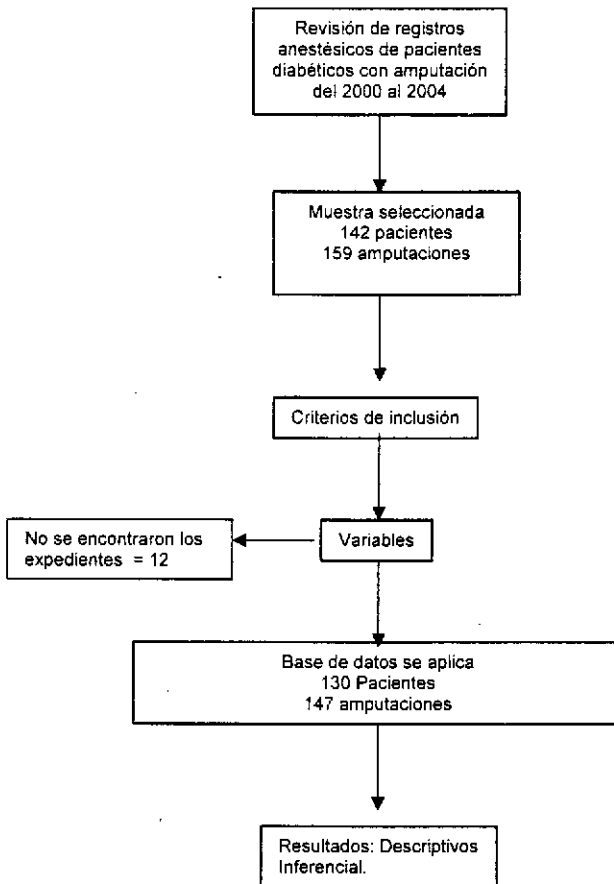 Revisión de registros
anestésicos de pacientes
diabéticos con amputación
del 2000 al 2004
Muestra seleccionada
142 pacientes
159 amputaciones
Criterios de inclusión
No se encontraron los
expedientes = 12
Variables
Base de datos se aplica
130 Pacientes
147 amputaciones
Resultados: Descriptivos
Inferencial.